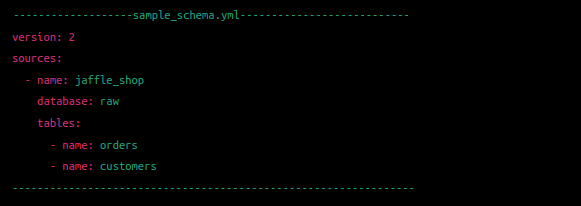 -------------------sample_schema.yml---------------------------
version: 2
sources:
  - name: jaffle_shop
    database: raw
    tables:
      - name: orders
      - name: customers
----------------------------------------------------------------